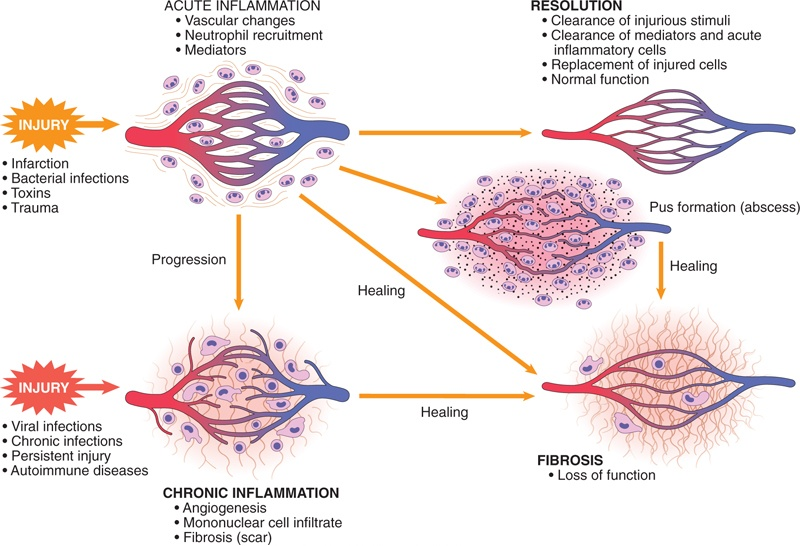 ACUTE INFLAMMATION
• Vascular changes
• Neutrophil recruitment
• Mediators
RESOLUTION
• Clearance of injurious stimuli
• Clearance of mediators and acute
inflammatory cells
• Replacement of injured cells
• Normal function
INJURY
• Infarction
• Bacterial infections
• Toxins
• Trauma
Pus formation (abscess)
Progression
Healing
Healing
INJURY
• Viral infections
• Chronic infections
• Persistent injury
• Autoimmune diseases
Healing
CHRONIC INFLAMMATION
• Angiogenesis
• Mononuclear cell infiltrate
• Fibrosis (scar)
FIBROSIS
• Loss of function